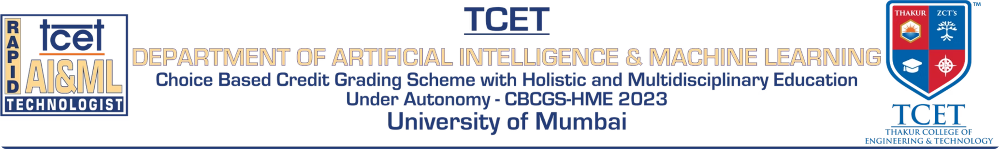 RAPID
tcet
AI&ML
TECHNOLOGIST
TCET
DEPARTMENT OF ARTIFICIAL INTELLIGENCE & MACHINE LEARNING
Choice Based Credit Grading Scheme with Holistic and Multidisciplinary Education
Under Autonomy - CBCGS-HME 2023
University of Mumbai
THAKUR ZCT's
TM
TCET
THAKUR COLLEGE OF
ENGINEERING & TECHNOLOGY